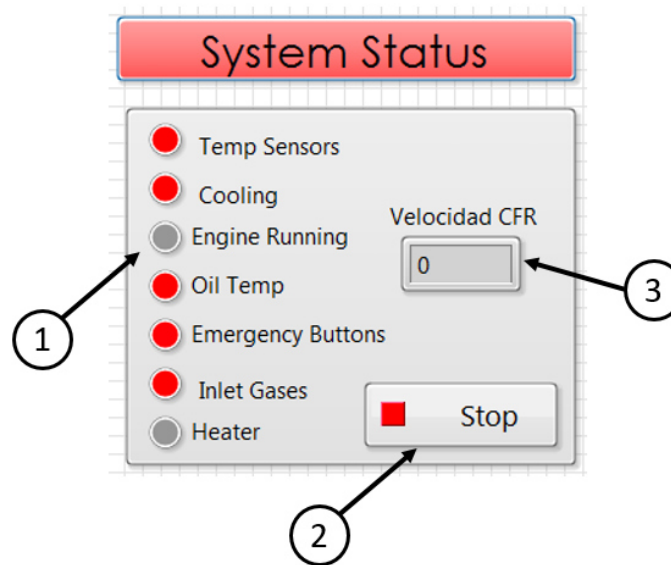 System Status
Temp Sensors
Cooling
Engine Running
Oil Temp
Emergency Buttons
Inlet Gases
Heater
Velocidad CFR
0
Stop
1
2
3